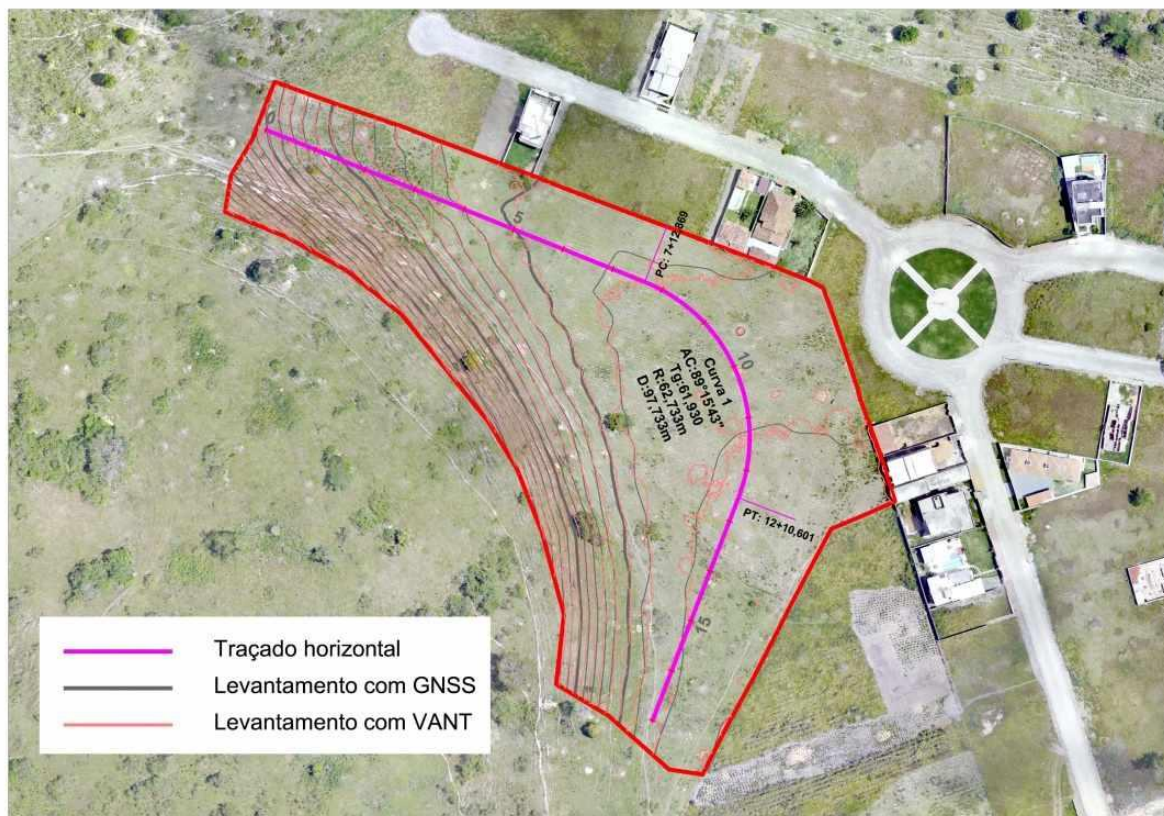 0
5
PC: 7+12,869
10
Curva 1
AC:89°15'43"
Tg:61,930
R:62,733m
D:97,733m
PT: 12+10,601
15
Traçado horizontal
Levantamento com GNSS
Levantamento com VANT